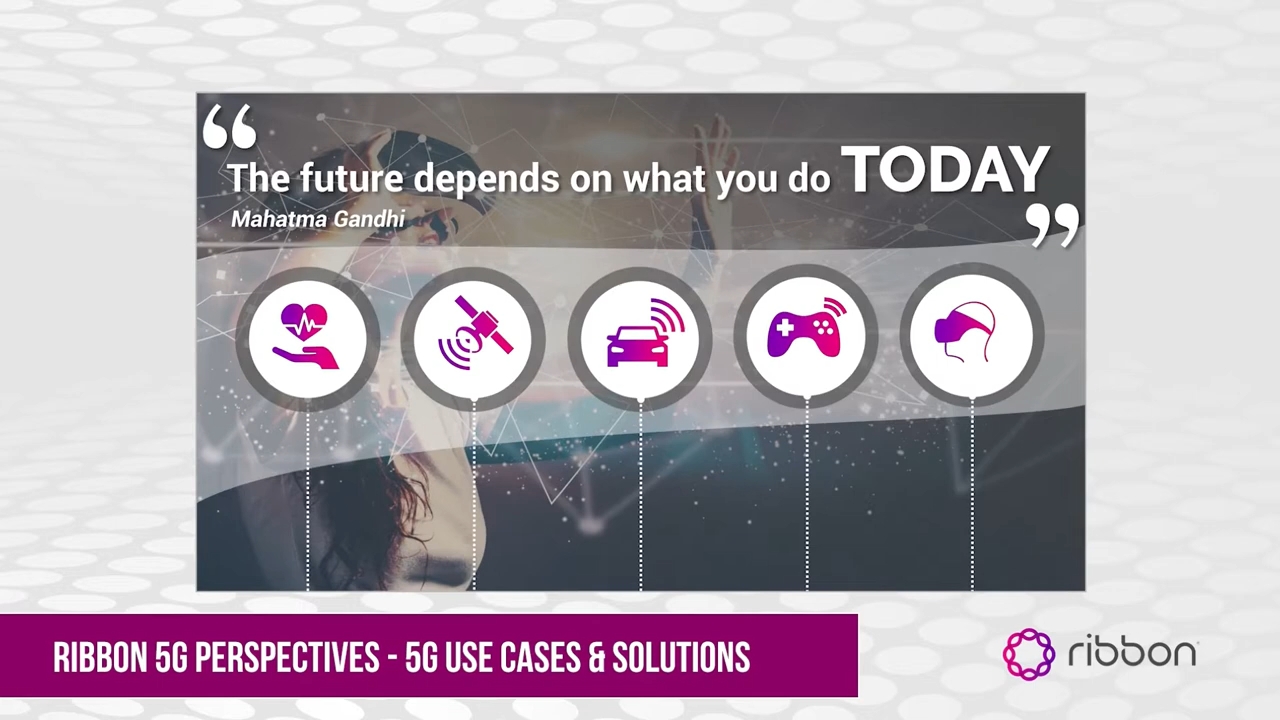 “
The future depends on what you do TODAY
Mahatma Gandhi
”
RIBBON 5G PERSPECTIVES - 5G USE CASES & SOLUTIONS
ribbon